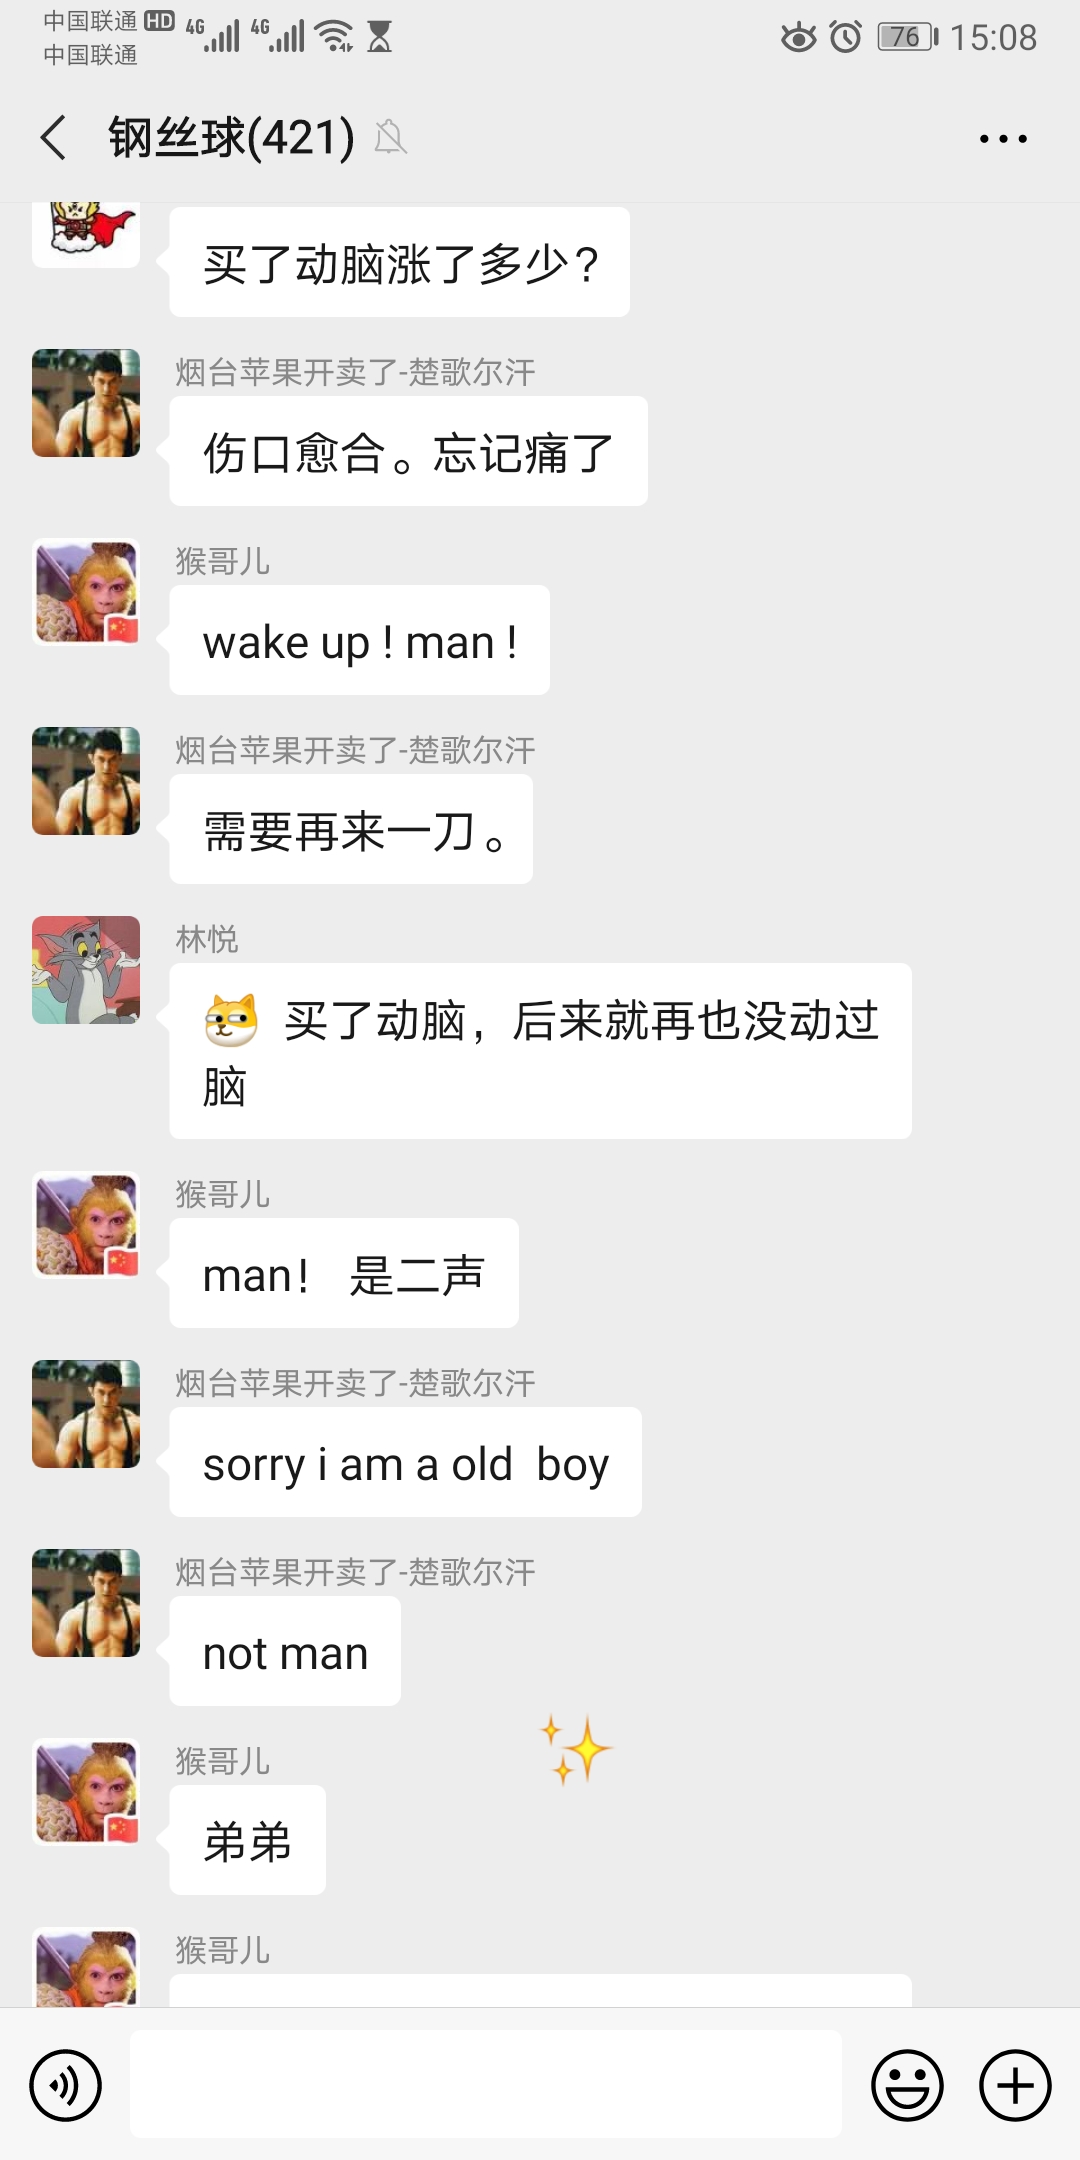 中国联通 HD 4G 4G 76 15:08
中国联通
钢丝球(421)
买了动脑涨了多少?
烟台苹果开卖了-楚歌尔汗
伤口愈合。忘记痛了
猴哥儿
wake up ! man !
烟台苹果开卖了-楚歌尔汗
需要再来一刀。
林悦
买了动脑，后来就再也没动过
脑
猴哥儿
man! 是二声
烟台苹果开卖了-楚歌尔汗
sorry i am a old  boy
烟台苹果开卖了-楚歌尔汗
not man
猴哥儿
弟弟
猴哥儿